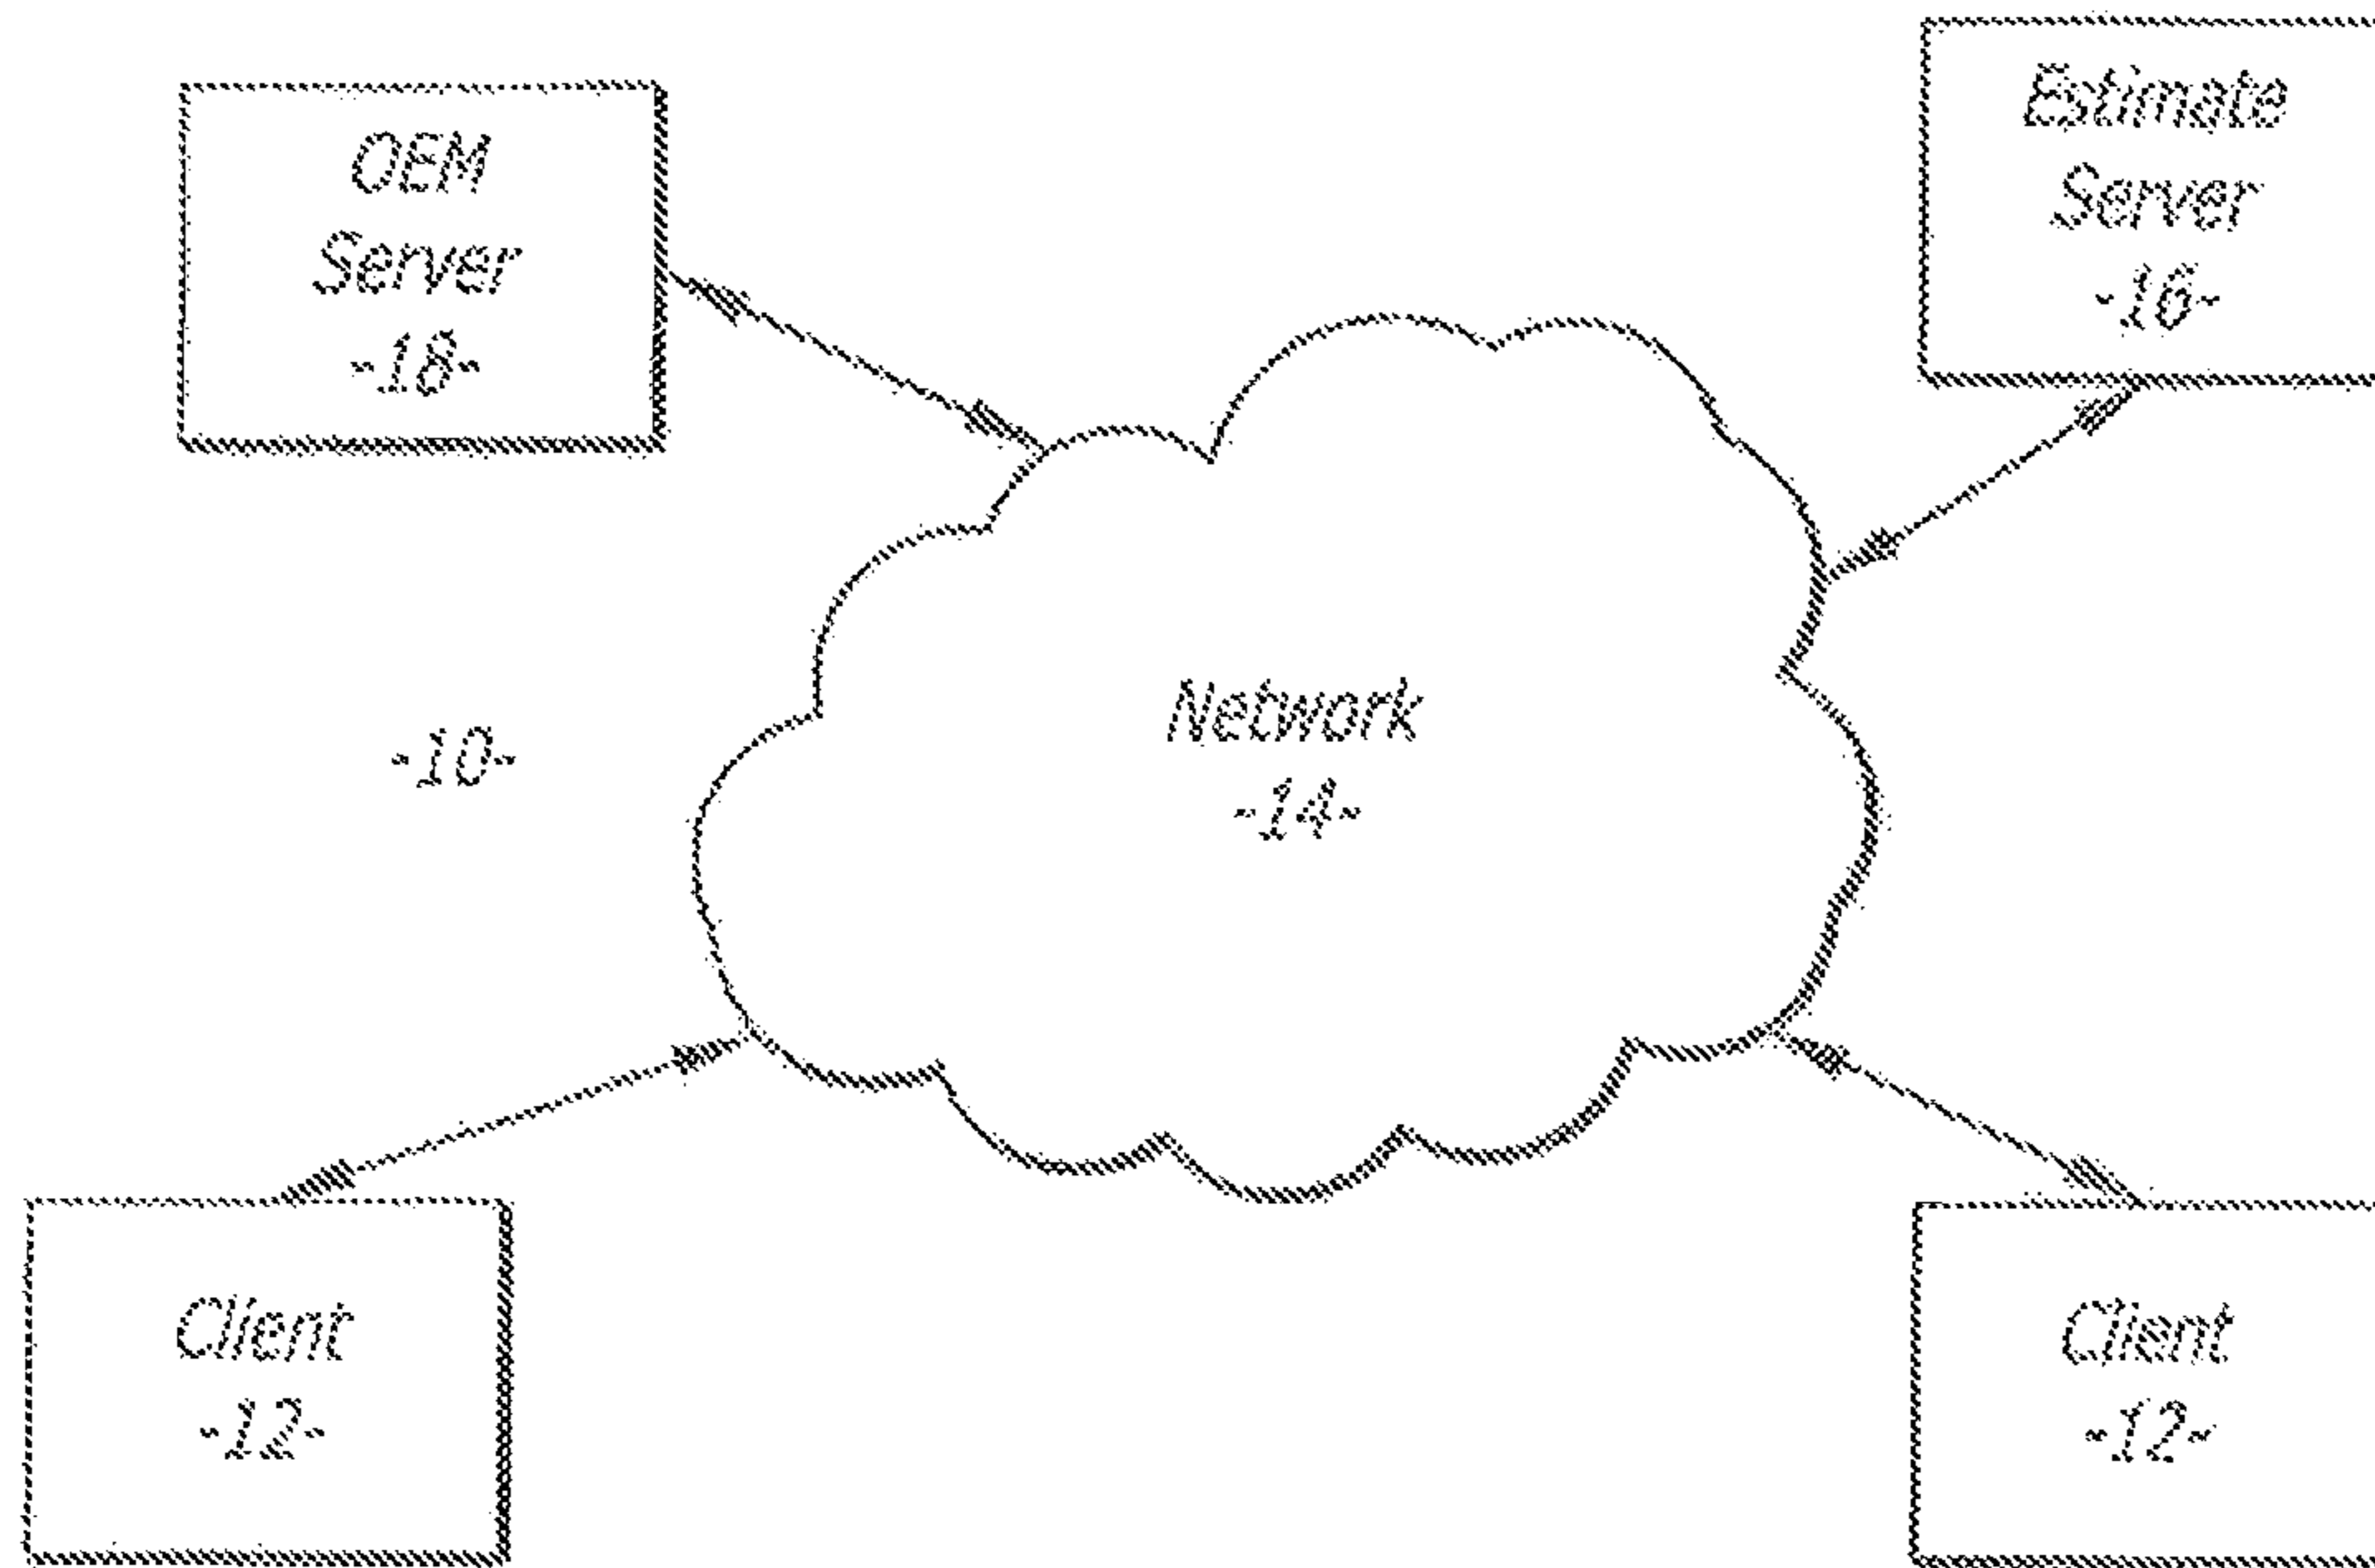 OEM
Server
-18-
Estimate
Server
-16-
-10-
Network
-14-
Client
-12-
Client
-12-